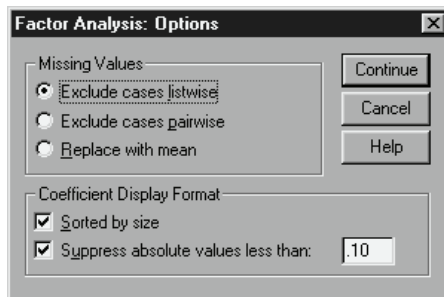 Factor Analysis: Options
Missing Values
Exclude cases listwise
Exclude cases pairwise
Replace with mean
Continue
Cancel
Help
Coefficient Display Format
Sorted by size
Suppress absolute values less than: .10